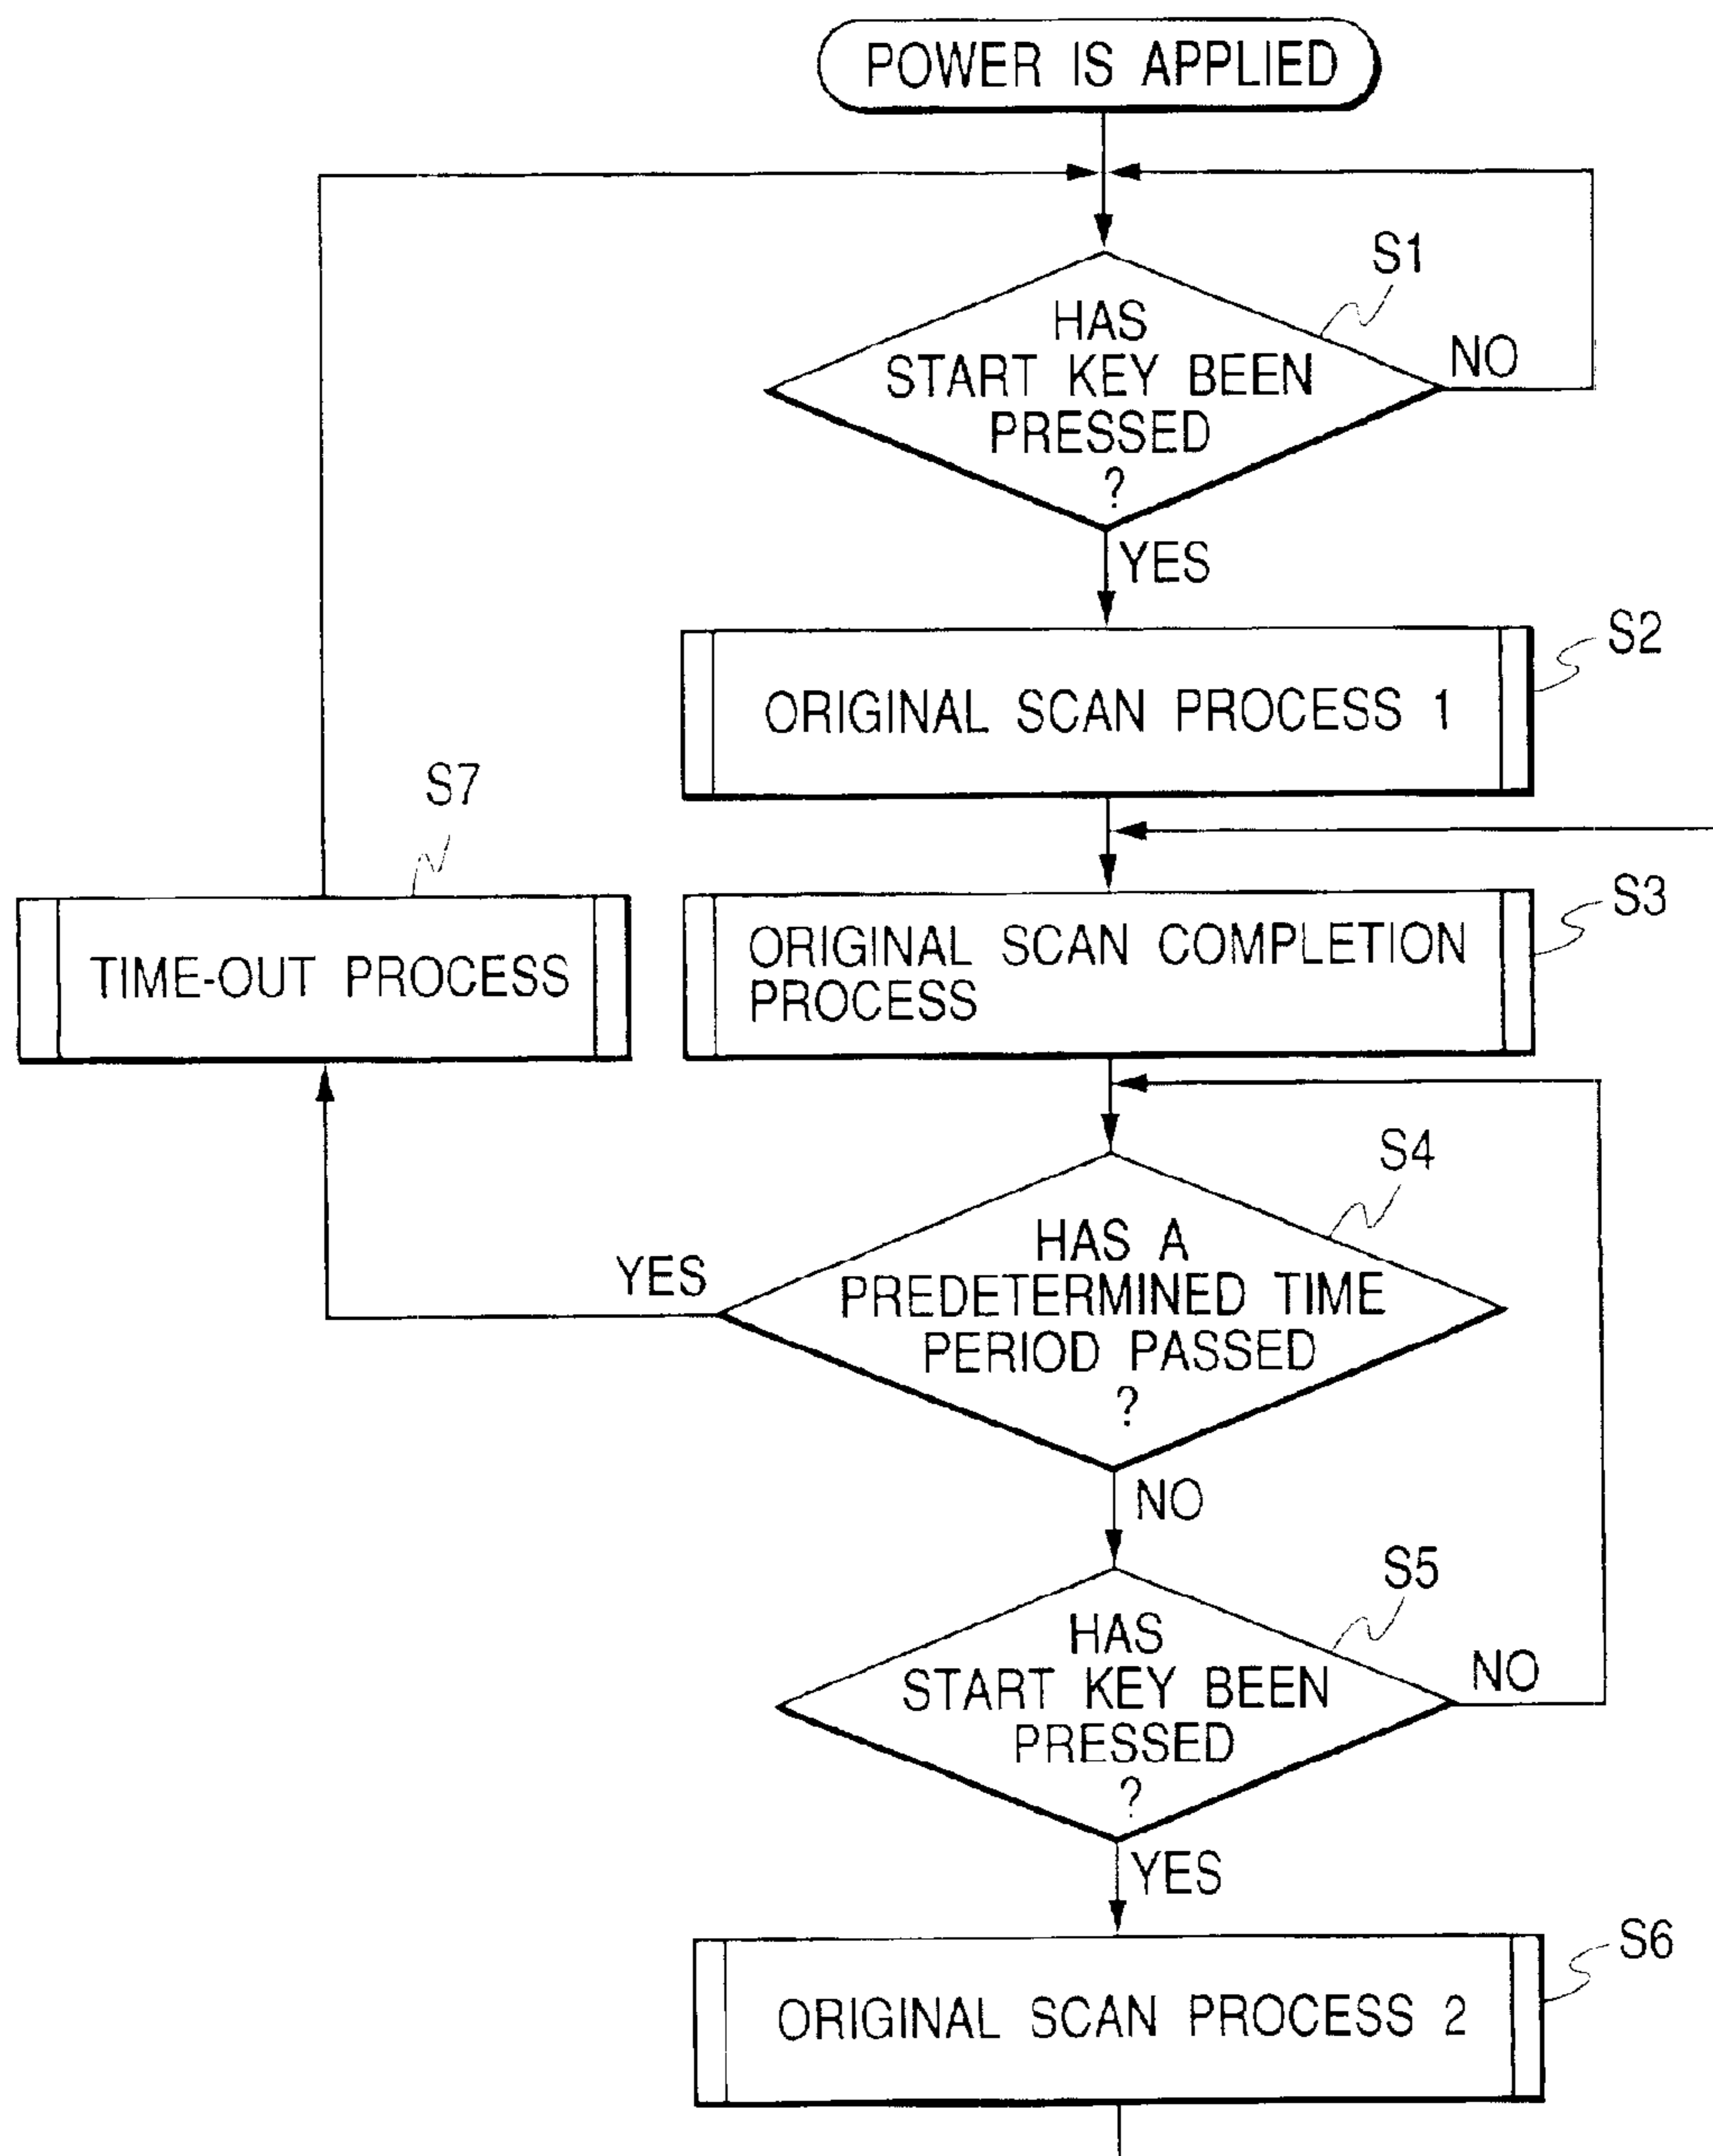 POWER IS APPLIED
S1
HAS
START KEY BEEN
PRESSED
?
NO
YES
S2
ORIGINAL SCAN PROCESS 1
S7
TIME-OUT PROCESS
S3
ORIGINAL SCAN COMPLETION
PROCESS
S4
HAS A
PREDETERMINED TIME
PERIOD PASSED
?
YES
NO
S5
HAS
START KEY BEEN
PRESSED
?
NO
YES
S6
ORIGINAL SCAN PROCESS 2